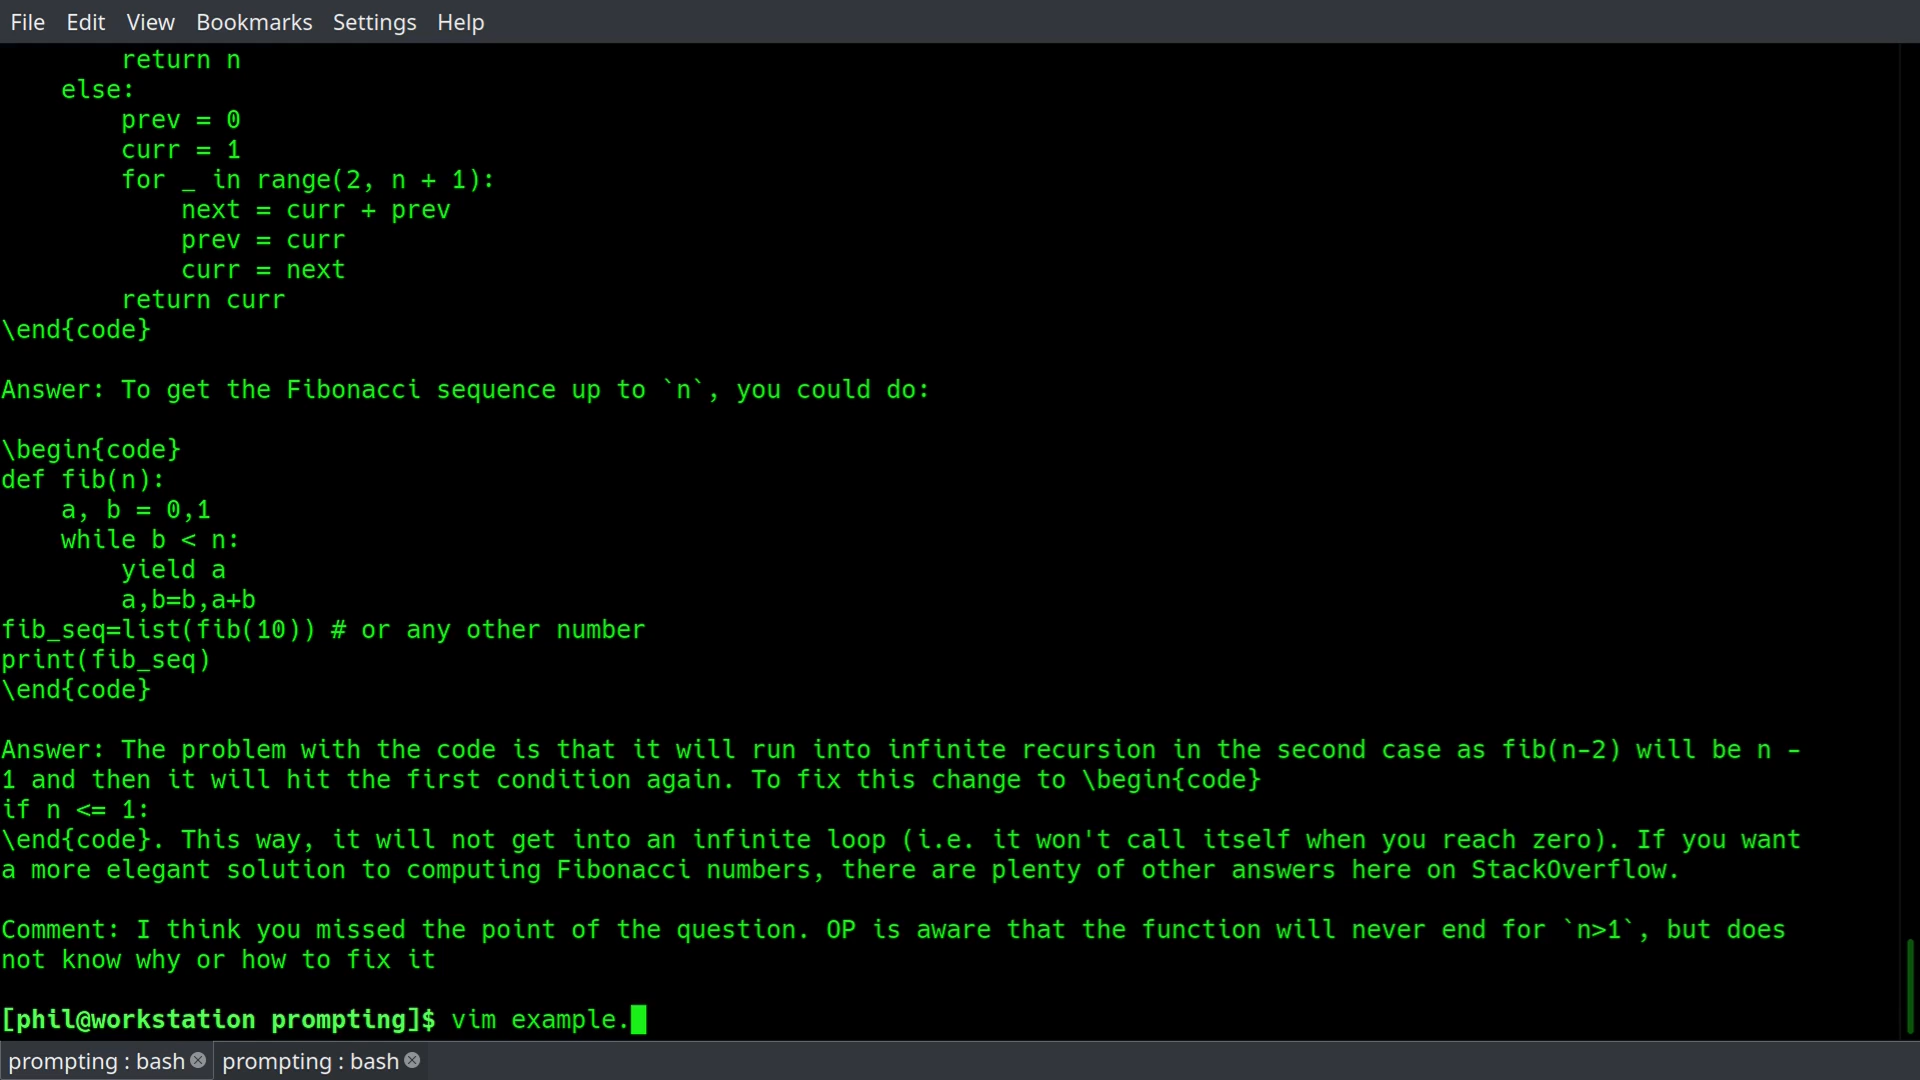 File Edit View Bookmarks Settings Help
        return n
    else:
        prev = 0
        curr = 1
        for _ in range(2, n + 1):
            next = curr + prev
            prev = curr
            curr = next
        return curr
\end{code}

Answer: To get the Fibonacci sequence up to `n`, you could do:

\begin{code}
def fib(n):
    a, b = 0,1
    while b < n:
        yield a
        a,b=b,a+b
fib_seq=list(fib(10)) # or any other number
print(fib_seq)
\end{code}

Answer: The problem with the code is that it will run into infinite recursion in the second case as fib(n-2) will be n -
1 and then it will hit the first condition again. To fix this change to \begin{code}
if n <= 1:
\end{code}. This way, it will not get into an infinite loop (i.e. it won't call itself when you reach zero). If you want
a more elegant solution to computing Fibonacci numbers, there are plenty of other answers here on StackOverflow.

Comment: I think you missed the point of the question. OP is aware that the function will never end for `n>1`, but does
not know why or how to fix it

[phil@workstation prompting]$ vim example.
prompting : bash prompting : bash